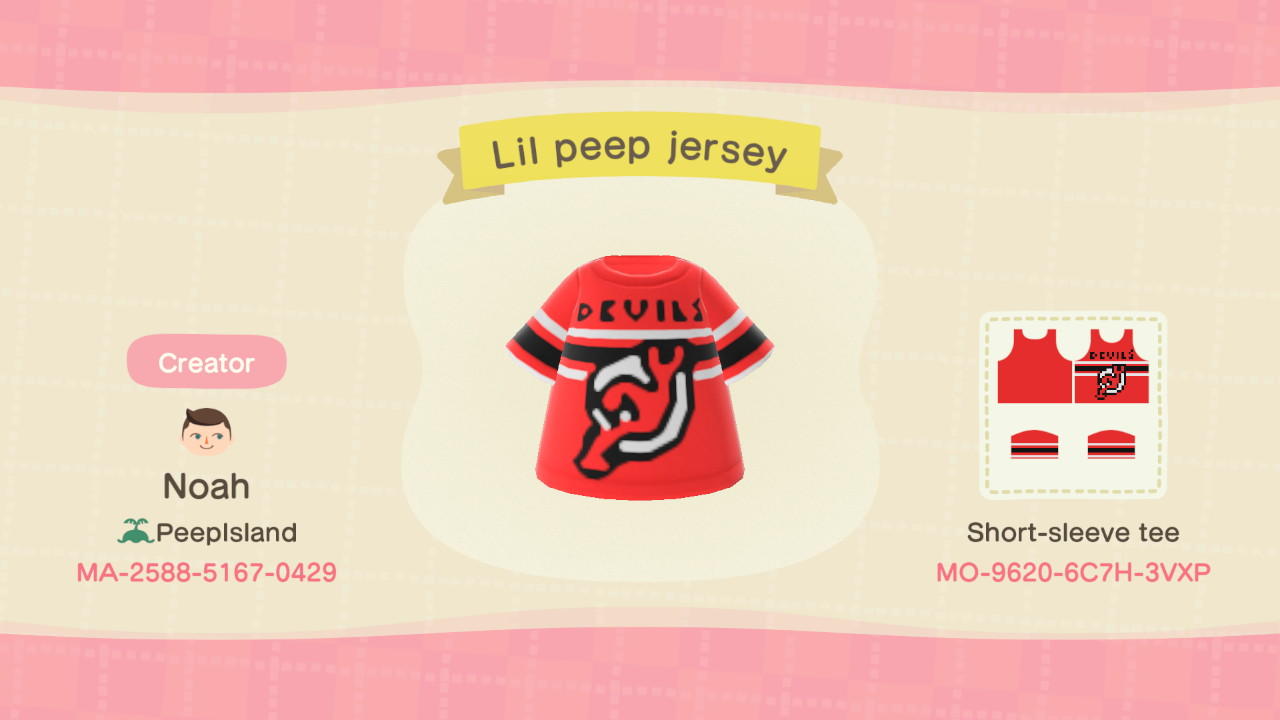 Lil peep jersey
DEVILS
Creator
Noah
PeepIsland
MA-2588-5167-0429
DEVILS
Short-sleeve tee
MO-9620-6C7H-3VXP